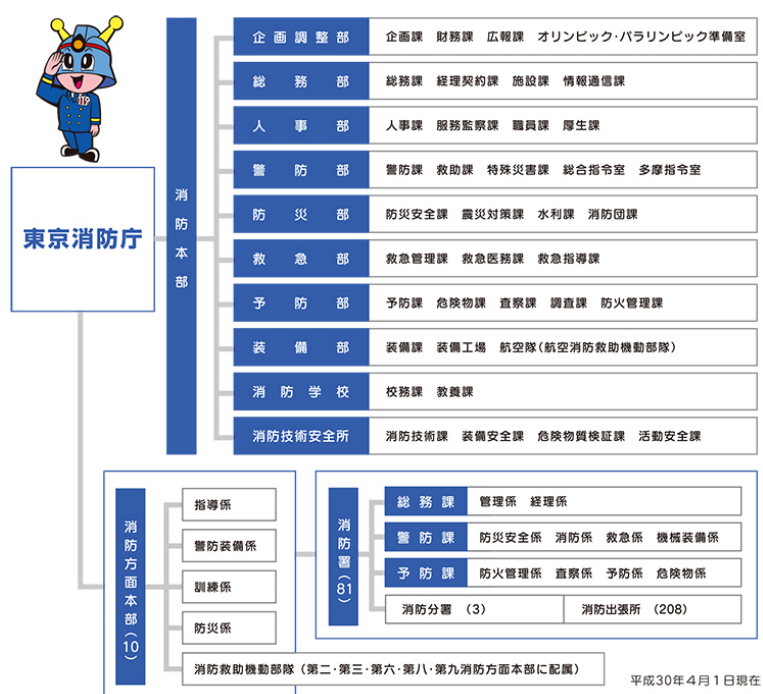 東京消防庁
消防本部
企画調整部 企画課 財務課 広報課 オリンピック・パラリンピック準備室
総務部 総務課 経理契約課 施設課 情報通信課
人事部 人事課 服務監察課 職員課 厚生課
警防部 警防課 救助課 特殊災害課 総合指令室 多摩指令室
防災部 防災安全課 震災対策課 水利課 消防団課
救急部 救急管理課 救急医務課 救急指導課
予防部 予防課 危険物課 査察課 調査課 防火管理課
装備部 装備課 装備工場 航空隊(航空消防救助機動部隊)
消防学校 校務課 教養課
消防技術安全所 消防技術課 装備安全課 危険物質検証課 活動安全課
消防方面本部(10)
指導係
警防装備係
訓練係
防災係
消防救助機動部隊(第二・第三・第六・第八・第九消防方面本部に配属)
消防署(81)
総務課 管理係 経理係
警防課 防災安全係 消防係 救急係 機械装備係
予防課 防火管理係 査察係 予防係 危険物係
消防分署 (3) 消防出張所 (208)
平成30年4月1日現在